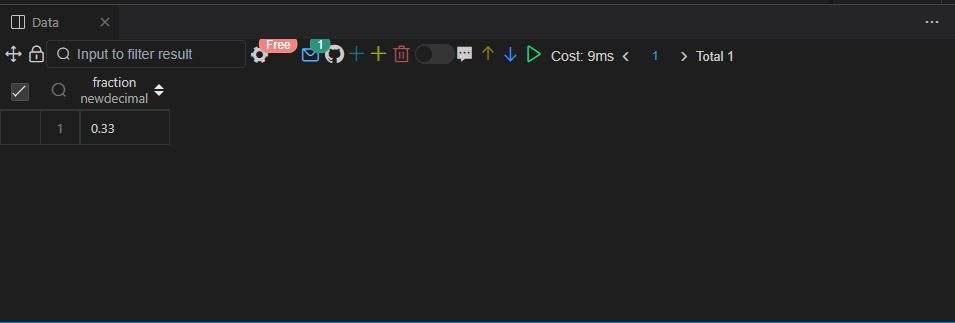 Data
Input to filter result
Free
1
Cost: 9ms
1
Total 1
fraction
newdecimal
1
0.33